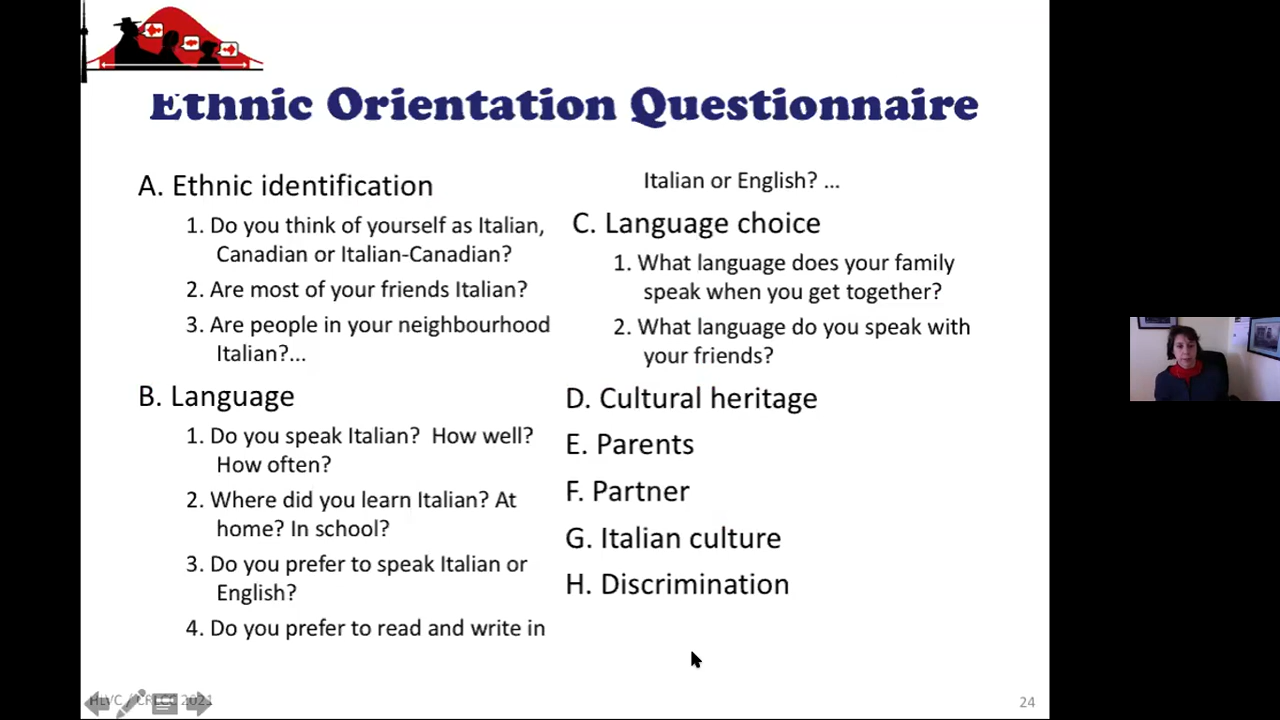 Ethnic Orientation Questionnaire
A. Ethnic identification
1. Do you think of yourself as Italian,
Canadian or Italian-Canadian?
2. Are most of your friends Italian?
3. Are people in your neighbourhood
Italian?...
B. Language
1. Do you speak Italian?  How well?
How often?
2. Where did you learn Italian? At
home? In school?
3. Do you prefer to speak Italian or
English?
4. Do you prefer to read and write in
Italian or English? ...
C. Language choice
1. What language does your family
speak when you get together?
2. What language do you speak with
your friends?
D. Cultural heritage
E. Parents
F. Partner
G. Italian culture
H. Discrimination
HLVC / CRLCC 2021
24